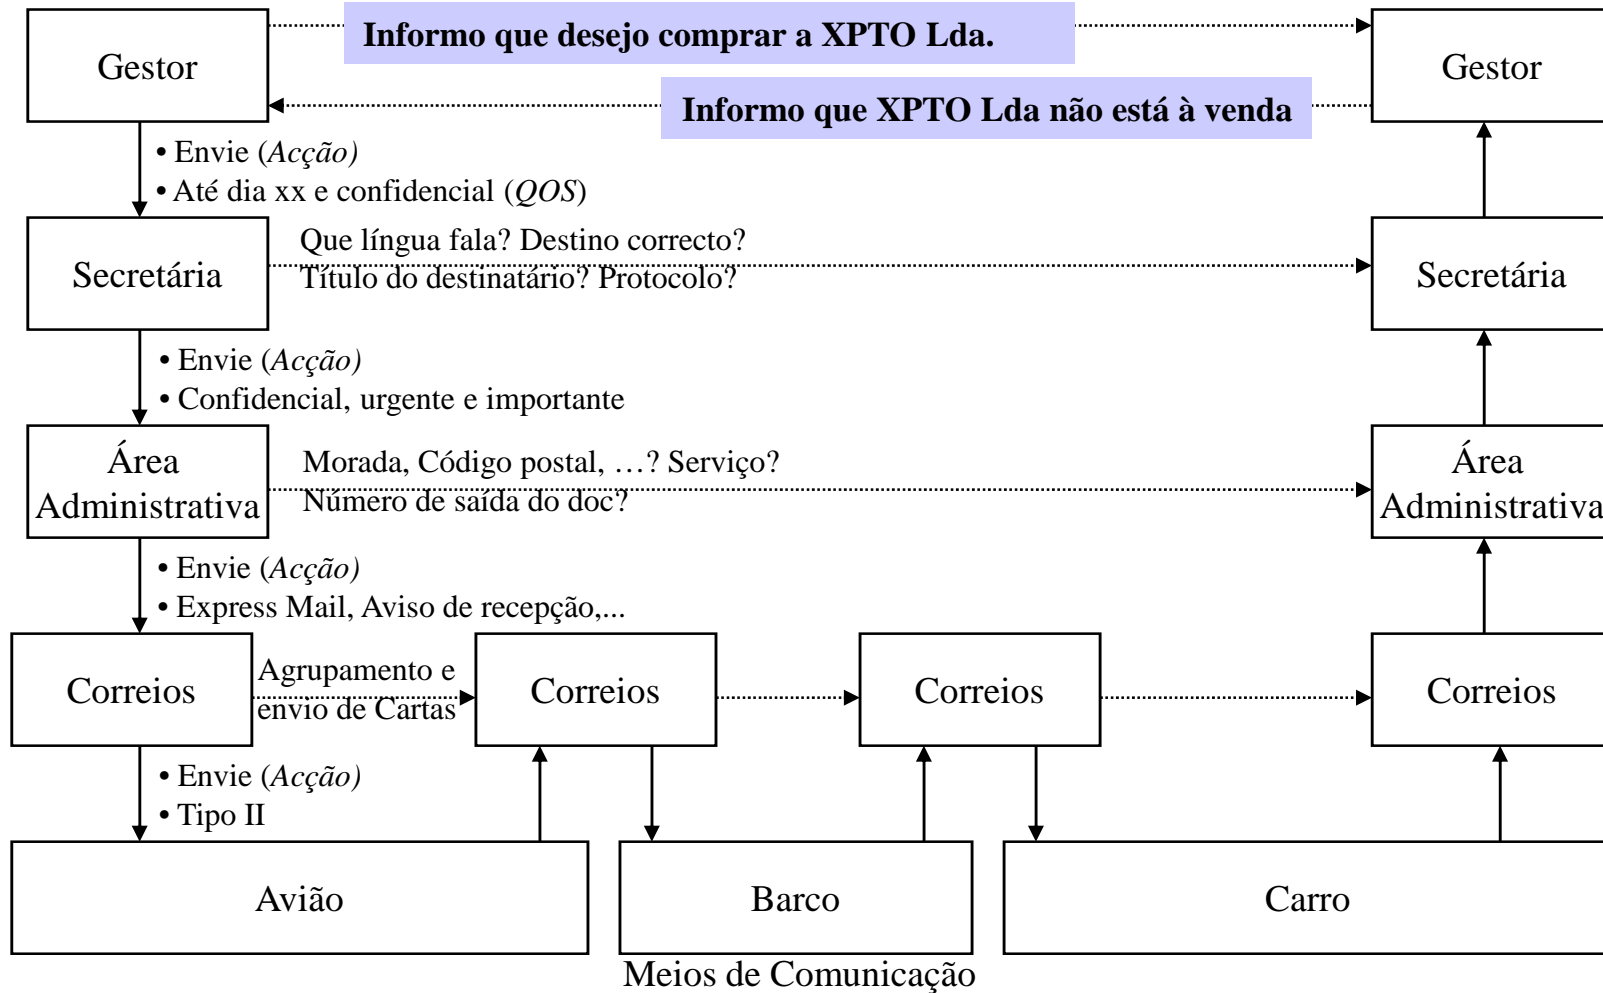 Informo que desejo comprar a XPTO Lda.
Gestor
Gestor
Informo que XPTO Lda não está à venda
• Envie (Acção)
• Até dia xx e confidencial (QOS)
Secretária
Que língua fala? Destino correcto?
Título do destinatário? Protocolo?
Secretária
• Envie (Acção)
• Confidencial, urgente e importante
Área
Administrativa
Morada, Código postal, …? Serviço?
Número de saída do doc?
Área
Administrativa
• Envie (Acção)
• Express Mail, Aviso de recepção,...
Correios
Agrupamento e
envio de Cartas
Correios
Correios
Correios
• Envie (Acção)
• Tipo II
Avião
Barco
Carro
Meios de Comunicação